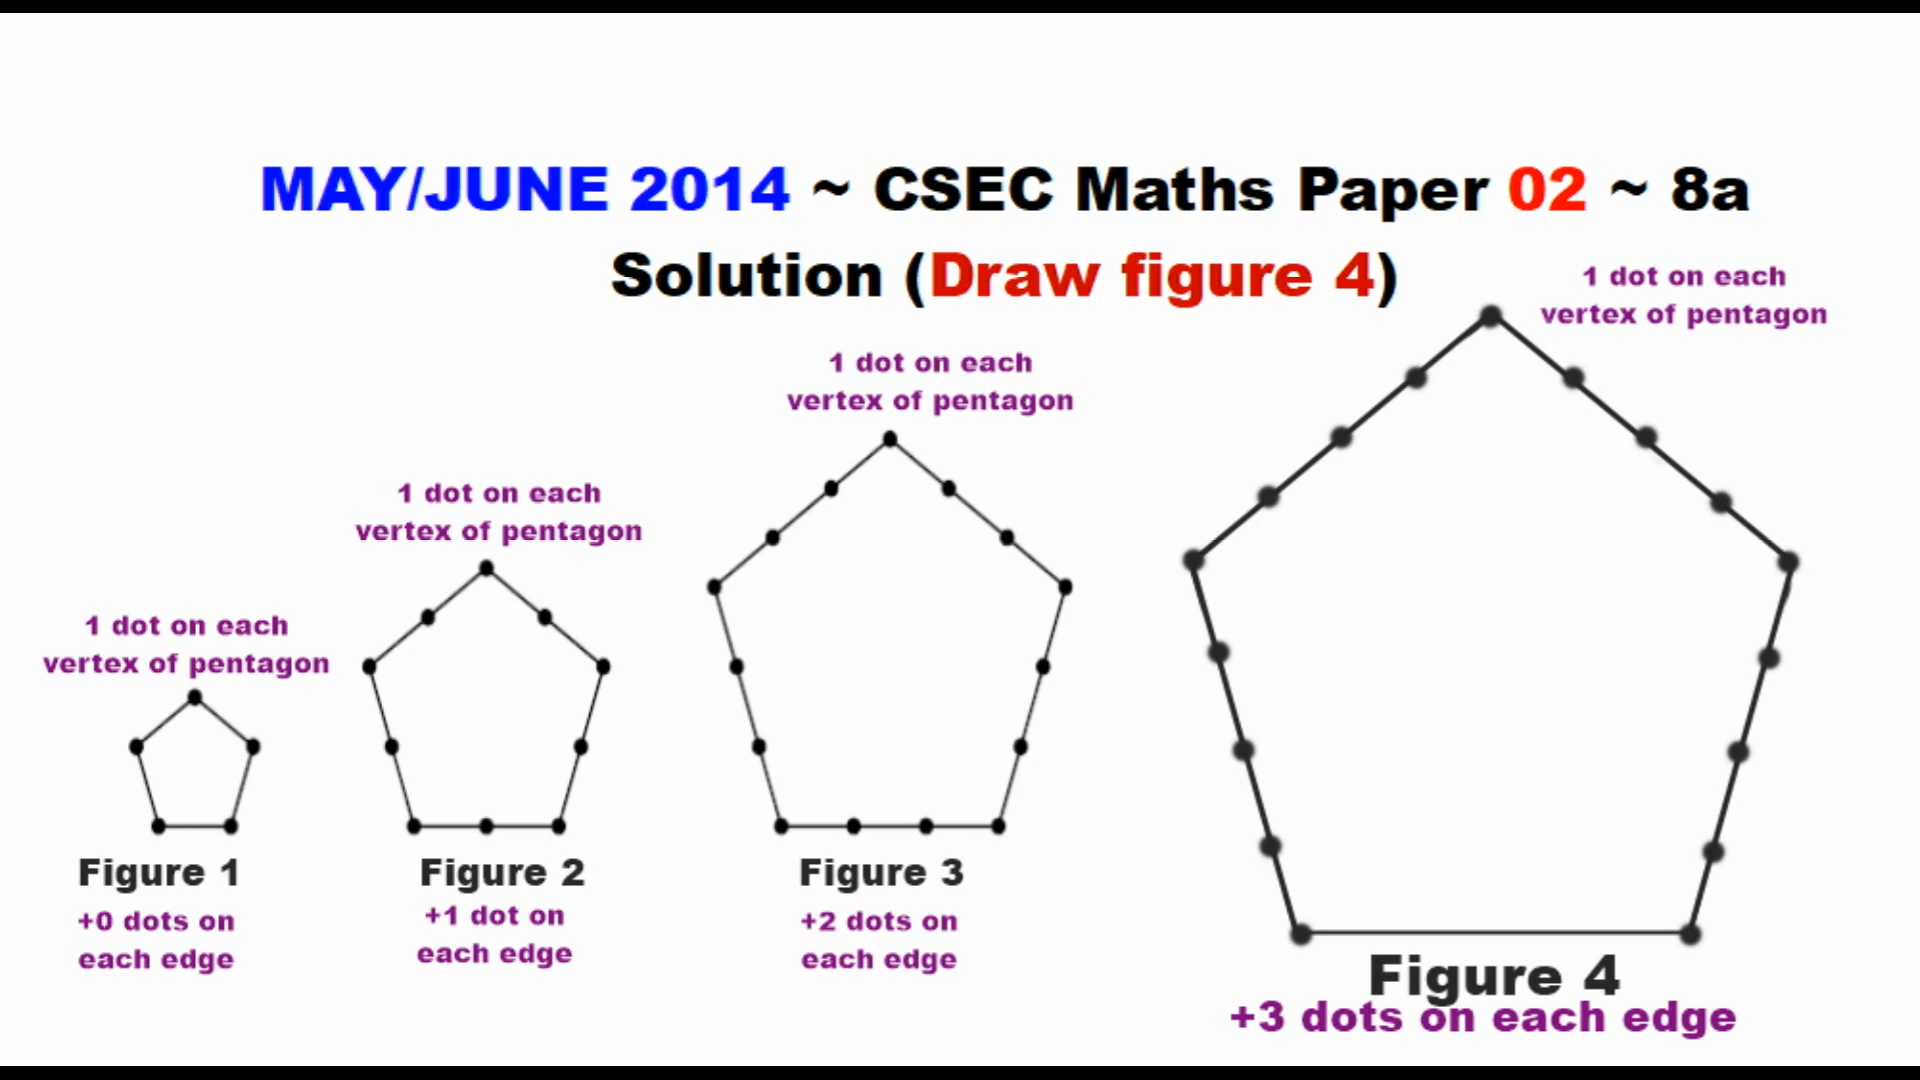 MAY/JUNE 2014 ~ CSEC Maths Paper 02 ~ 8a
Solution (Draw figure 4)
1 dot on each
vertex of pentagon
1 dot on each
vertex of pentagon
1 dot on each
vertex of pentagon
1 dot on each
vertex of pentagon
Figure 1
+0 dots on
each edge
Figure 2
+1 dot on
each edge
Figure 3
+2 dots on
each edge
Figure 4
+3 dots on each edge